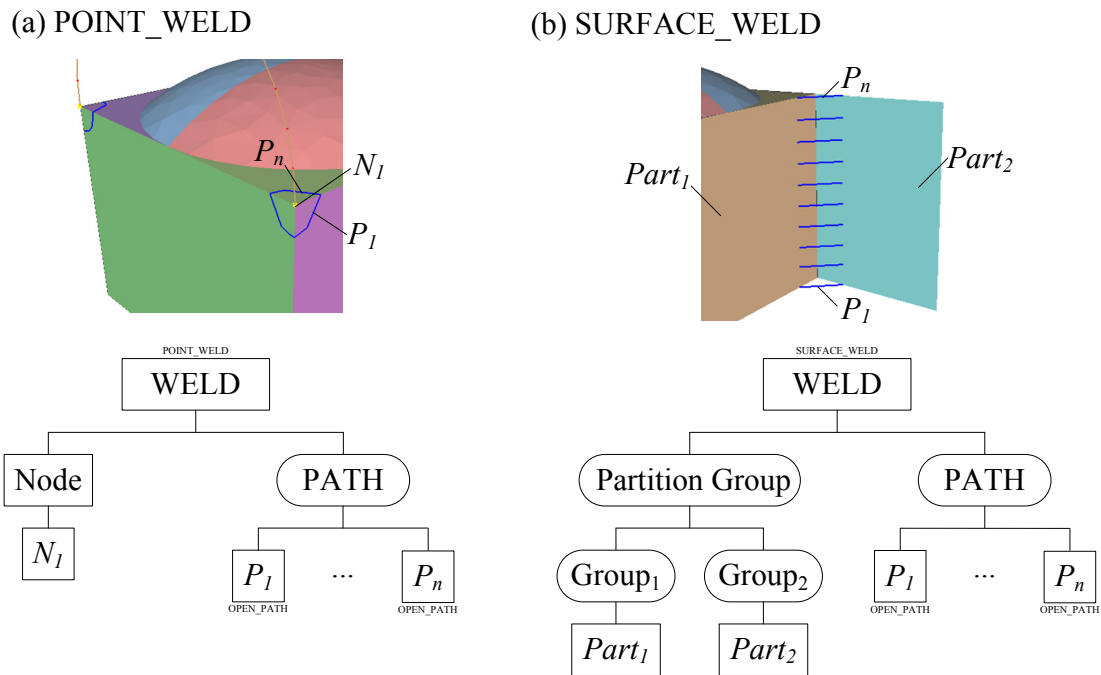 (a) POINT_WELD
(b) SURFACE_WELD
Pn
N1
P1
Pn
Part1
Part2
P1
POINT_WELD
WELD
Node
PATH
N1
P1
...
Pn
OPEN_PATH
OPEN_PATH
SURFACE_WELD
WELD
Partition Group
PATH
Group1
Group2
P1
...
Pn
OPEN_PATH
OPEN_PATH
Part1
Part2